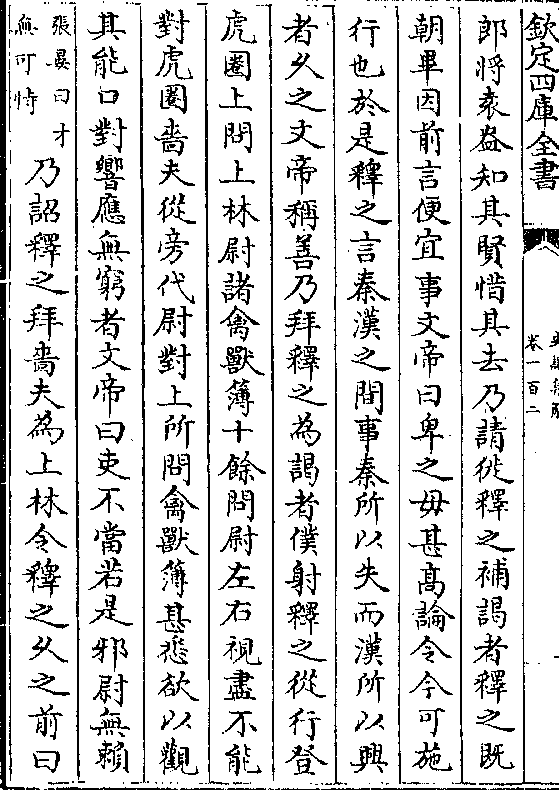 欽定四庫全書
卷一百二
郎將袁盎知其賢惜其去乃請徙釋之補謁者釋之既
朝畢因前言便宜事文帝曰卑之毋甚髙論令今可施
行也於是釋之言秦漢之間事秦所以失而漢所以興
者乆之文帝稱善乃拜釋之為謁者僕射釋之從行登
虎圈上問上林尉諸禽獸簿十餘問尉左右視盡不能
對虎圈嗇夫從旁代尉對上所問禽獸簿甚悉欲以觀
其能口對響應無窮者文帝曰吏不當若是邪尉無賴
張晏曰才
無可恃
乃詔釋之拜嗇夫為上林令釋之乆之前曰